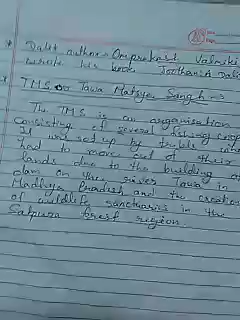 * Dalit author - Omprakash Valmiki
wrote his book Joothan
TMS or Tawa Matsya Sangh -
The TMS is an organisation
consisting of several fishing coop
It was set up by tribals
had to move out of their
lands due to the building of
dam on the river Tawa in
Madhya Pradesh and the creation
of wildlife sanctuaries in the
Satpura forest region.